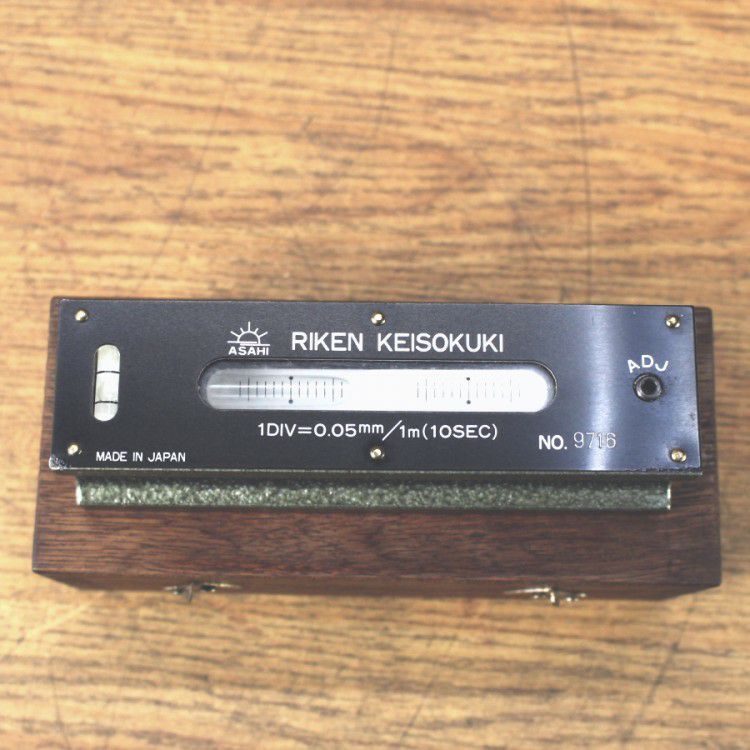 ASAHI
RIKEN KEISOKUKI
ADJ
1DIV=0.05mm/1m(10SEC)
NO. 9716
MADE IN JAPAN